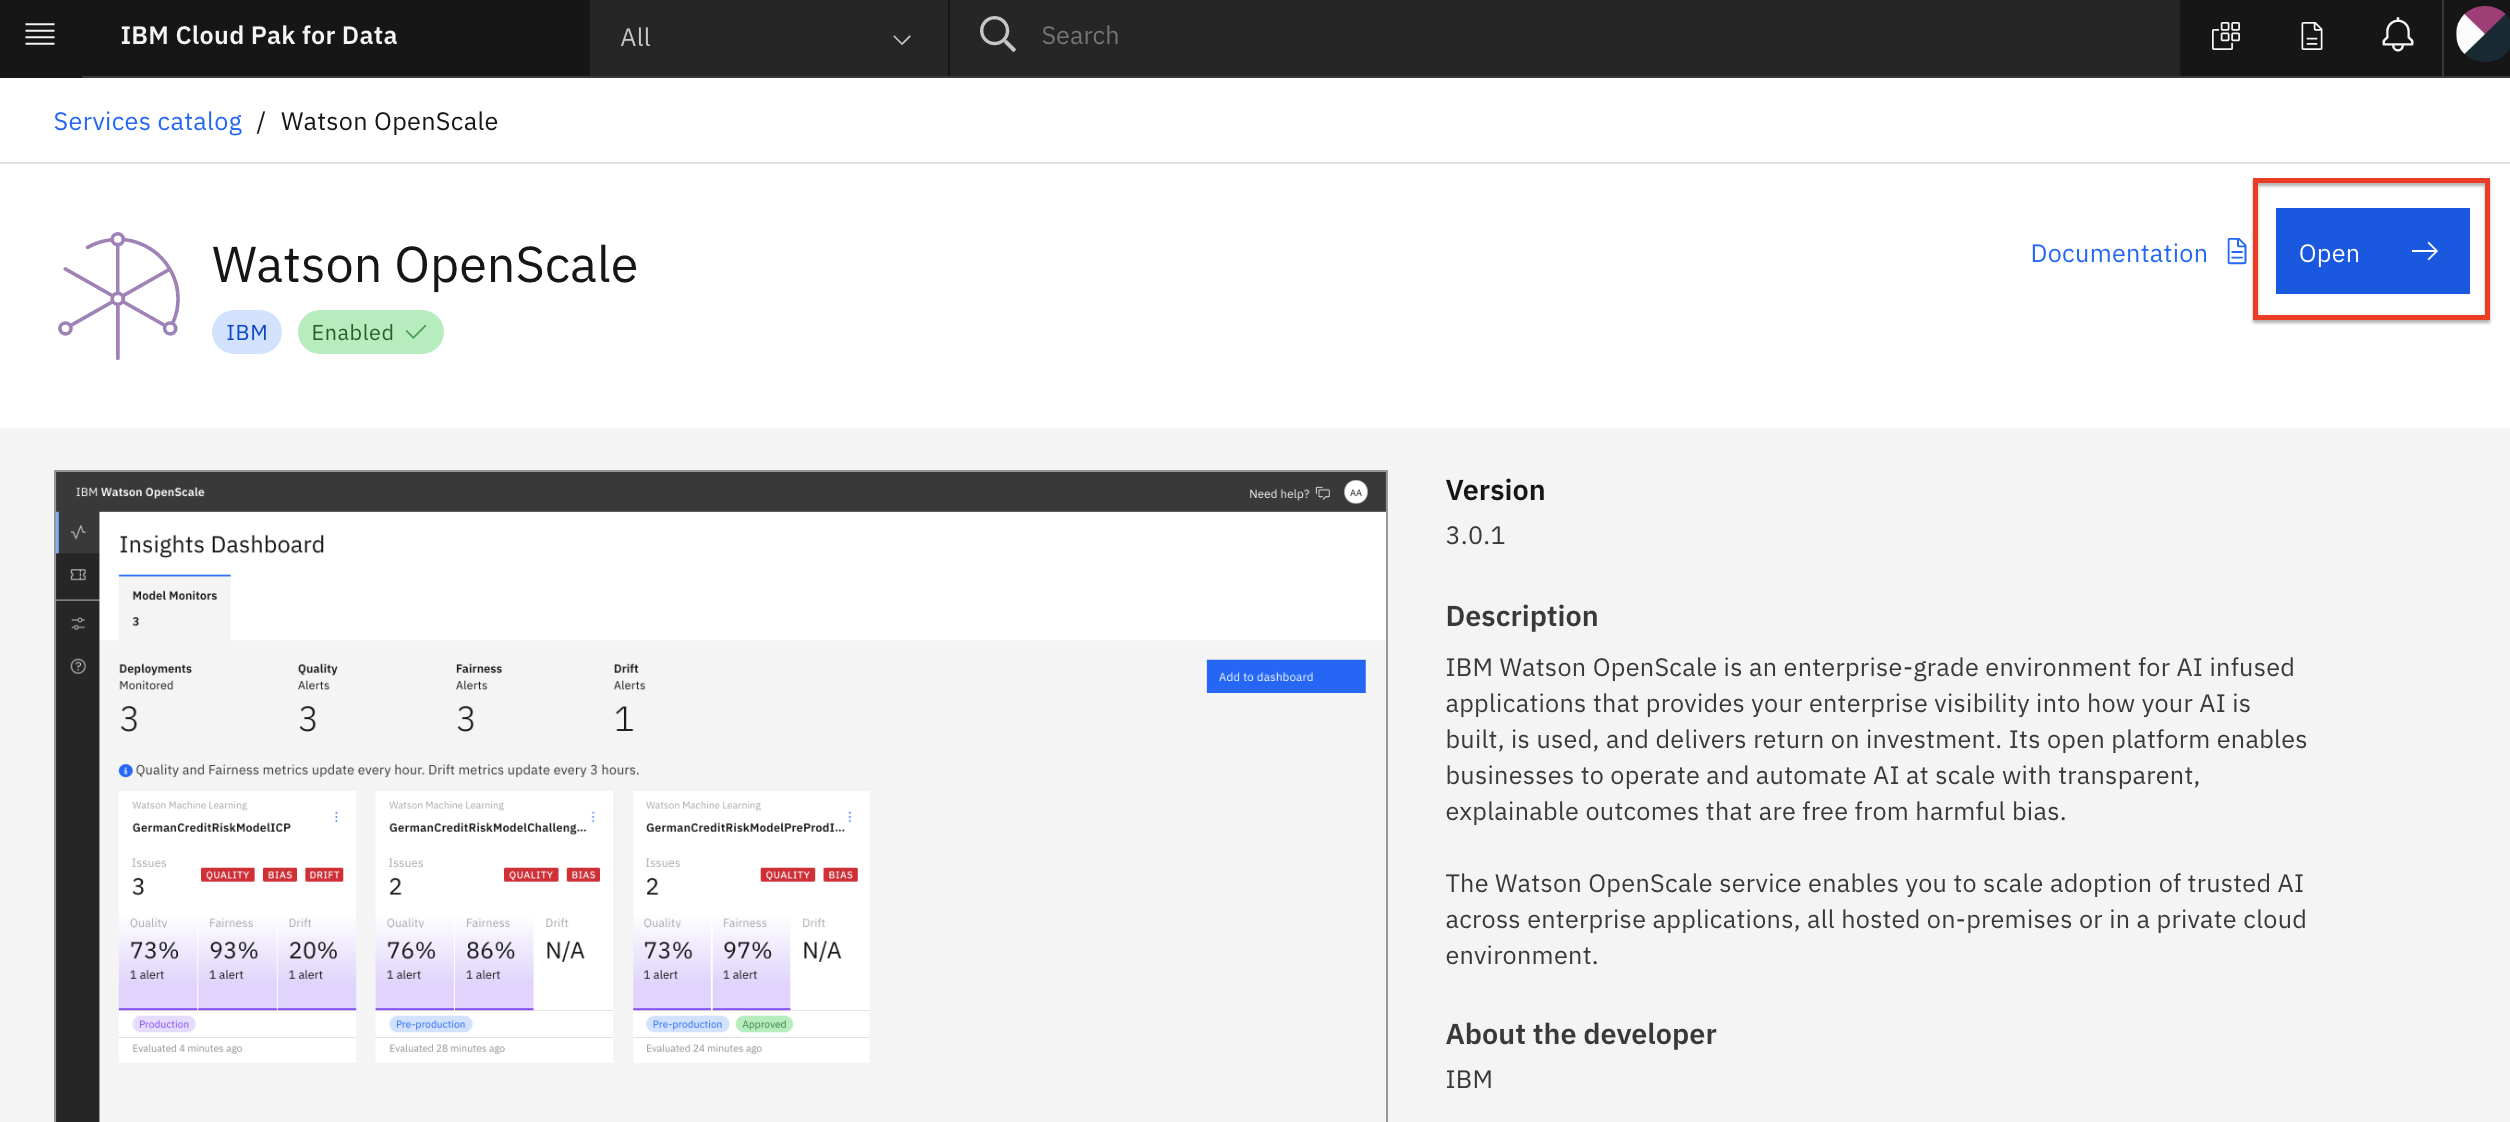 IBM Cloud Pak for Data
All
Search
Services catalog / Watson OpenScale
Watson OpenScale
IBM
Enabled
Documentation
Open
IBM Watson OpenScale
Need help?
AA
Insights Dashboard
Model Monitors
3
Deployments
Monitored
3
Quality
Alerts
3
Fairness
Alerts
3
Drift
Alerts
1
Add to dashboard
Quality and Fairness metrics update every hour. Drift metrics update every 3 hours.
Watson Machine Learning
GermanCreditRiskModelICP
Issues
3
QUALITY BIAS DRIFT
Quality Fairness Drift
73% 93% 20%
1 alert 1 alert 1 alert
Production
Evaluated 4 minutes ago
Watson Machine Learning
GermanCreditRiskModelChalleng...
Issues
2
QUALITY BIAS
Quality Fairness Drift
76% 86% N/A
1 alert 1 alert
Pre-production
Evaluated 28 minutes ago
Watson Machine Learning
GermanCreditRiskModelPreProdI...
Issues
2
QUALITY BIAS
Quality Fairness Drift
73% 97% N/A
1 alert 1 alert
Pre-production Approved
Evaluated 24 minutes ago
Version
3.0.1
Description
IBM Watson OpenScale is an enterprise-grade environment for AI infused
applications that provides your enterprise visibility into how your AI is
built, is used, and delivers return on investment. Its open platform enables
businesses to operate and automate AI at scale with transparent,
explainable outcomes that are free from harmful bias.
The Watson OpenScale service enables you to scale adoption of trusted AI
across enterprise applications, all hosted on-premises or in a private cloud
environment.
About the developer
IBM